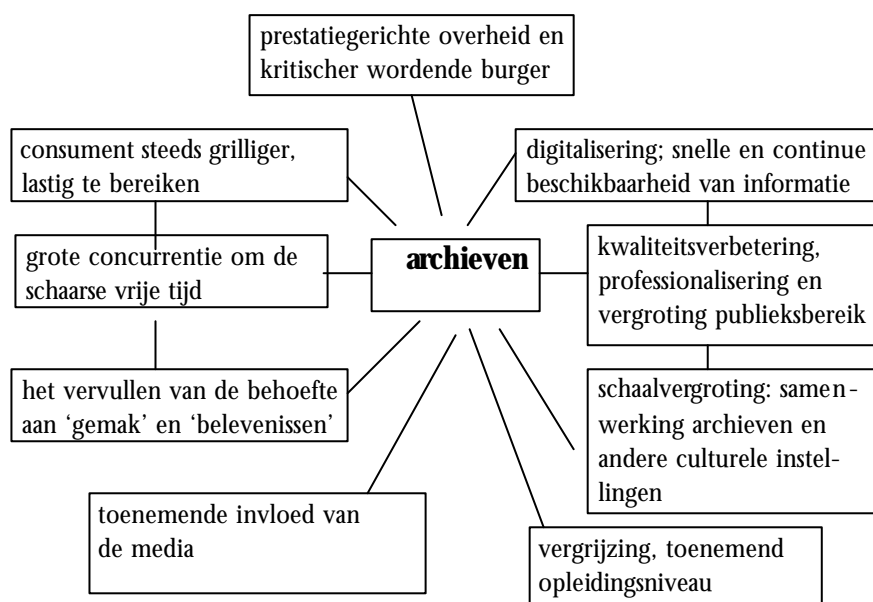 prestatiegerichte overheid en
kritischer wordende burger
consument steeds grilliger,
lastig te bereiken
digitalisering; snelle en continue
beschikbaarheid van informatie
grote concurrentie om de
schaarse vrije tijd
archieven
kwaliteitsverbetering,
professionalisering en
vergroting publieksbereik
het vervullen van de behoefte
aan ‘gemak’ en ‘belevenissen’
schaalvergroting: samen-
werking archieven en
andere culturele instel-
lingen
toenemende invloed van
de media
vergrijzing, toenemend
opleidingsniveau